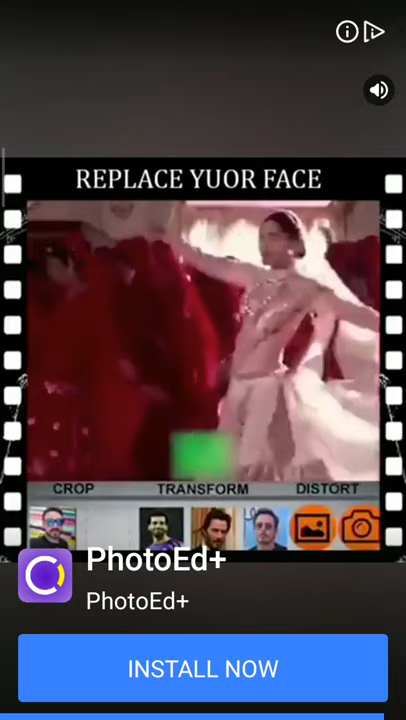 REPLACE YUOR FACE
CROP TRANSFORM DISTORT
PhotoEd+
PhotoEd+
INSTALL NOW